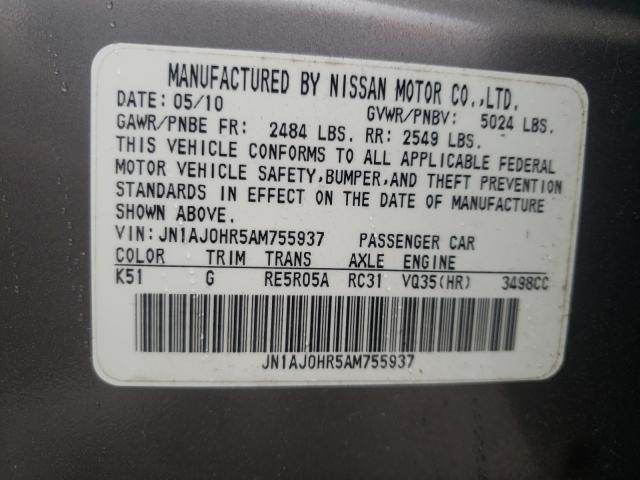 MANUFACTURED BY NISSAN MOTOR CO.,LTD.
DATE: 05/10 GVWR/PNBV: 5024 LBS.
GAWR/PNBE FR: 2484 LBS. RR: 2549 LBS.
THIS VEHICLE CONFORMS TO ALL APPLICABLE FEDERAL
MOTOR VEHICLE SAFETY,BUMPER,AND THEFT PREVENTION
STANDARDS IN EFFECT ON THE DATE OF MANUFACTURE
SHOWN ABOVE.
VIN:JN1AJ0HR5AM755937 PASSENGER CAR
COLOR TRIM TRANS AXLE ENGINE
K51 G RE5R05A RC31 VQ35(HR) 3498CC
JN1AJ0HR5AM755937